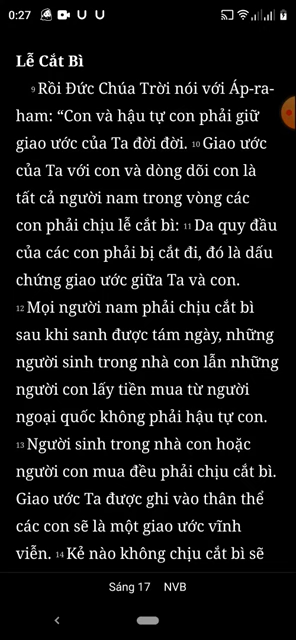 0:27
Lễ Cắt Bì
9 Rồi Đức Chúa Trời nói với Áp-ra-
ham: “Con và hậu tự con phải giữ
giao ước của Ta đời đời. 10 Giao ước
của Ta với con và dòng dõi con là
tất cả người nam trong vòng các
con phải chịu lễ cắt bì: 11 Da quy đầu
của các con phải bị cắt đi, đó là dấu
chứng giao ước giữa Ta và con.
12 Mọi người nam phải chịu cắt bì
sau khi sanh được tám ngày, những
người sinh trong nhà con lẫn những
người con lấy tiền mua từ người
ngoại quốc không phải hậu tự con.
13 Người sinh trong nhà con hoặc
người con mua đều phải chịu cắt bì.
Giao ước Ta được ghi vào thân thể
các con sẽ là một giao ước vĩnh
viễn. 14 Kẻ nào không chịu cắt bì sẽ
Sáng 17 NVB